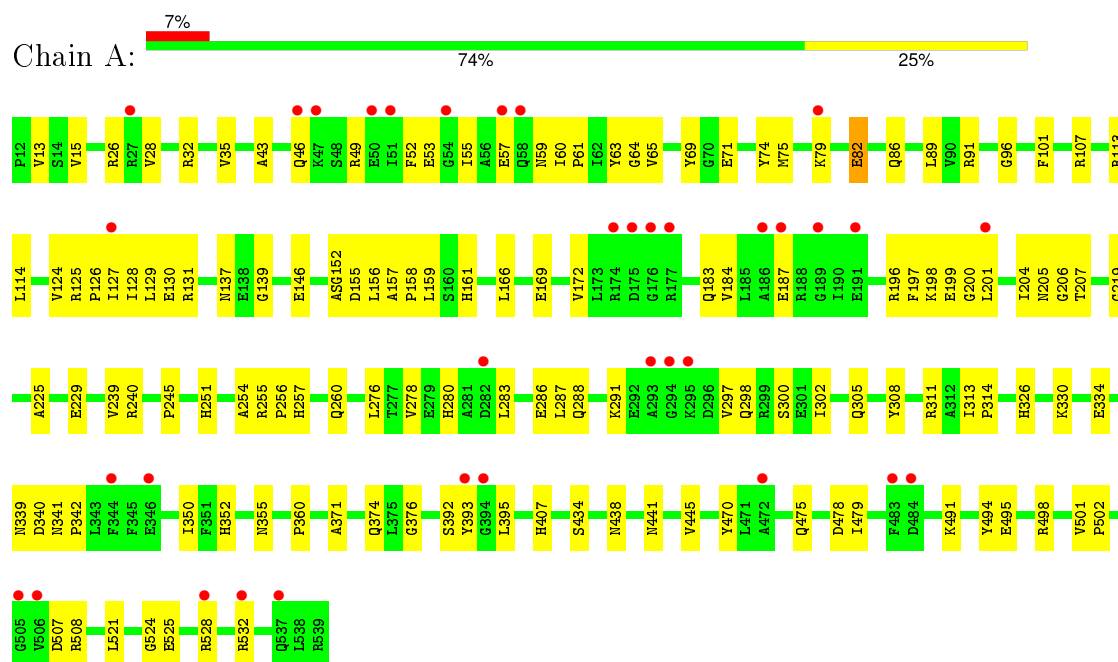 7%
Chain A:
74%
25%
P12 V13 S14 V15 R26 R27 V28 R32 V35 A43 Q46 K47 S48 R49 E50 I51 F52 E53 G54 I55 A56 E57 Q58 N59 I60 P61 I62 Y63 G64 V65 Y69 G70 E71 Y74 M75 K79 E82 Q86 L89 V90 R91 G96 F101 R107
L114 V124 R125 P126 I127 I128 L129 E130 R131 N137 E138 G139 E146 ASG152 D155 L156 A157 P158 L159 S160 H161 L166 E169 V172 L173 R174 D175 G176 R177 Q183 V184 L185 A186 E187 R188 G189 I190 E191 R196 F197 K198 E199 G200 L201 I204 N205 G206 T207
A225 E229 V239 R240 P245 H251 A254 R255 P256 H257 Q260 L276 T277 V278 E279 H280 A281 D282 L283 E286 L287 Q288 K291 E292 A293 G294 K295 D296 V297 Q298 R299 S300 E301 I302 Q305 Y308 R311 A312 I313 P314 H326 K330 E334
N339 D340 N341 P342 L343 F344 F345 E346 I350 F351 H352 N355 P360 A371 Q374 L375 G376 S392 Y393 G394 L395 H407 S434 N438 N441 V445 Y470 L471 A472 Q475 D478 I479 F483 D484 K491 Y494 E495 R498 V501 P502
G505 V506 D507 R508 L521 G524 E525 R528 R532 Q537 L538 R539